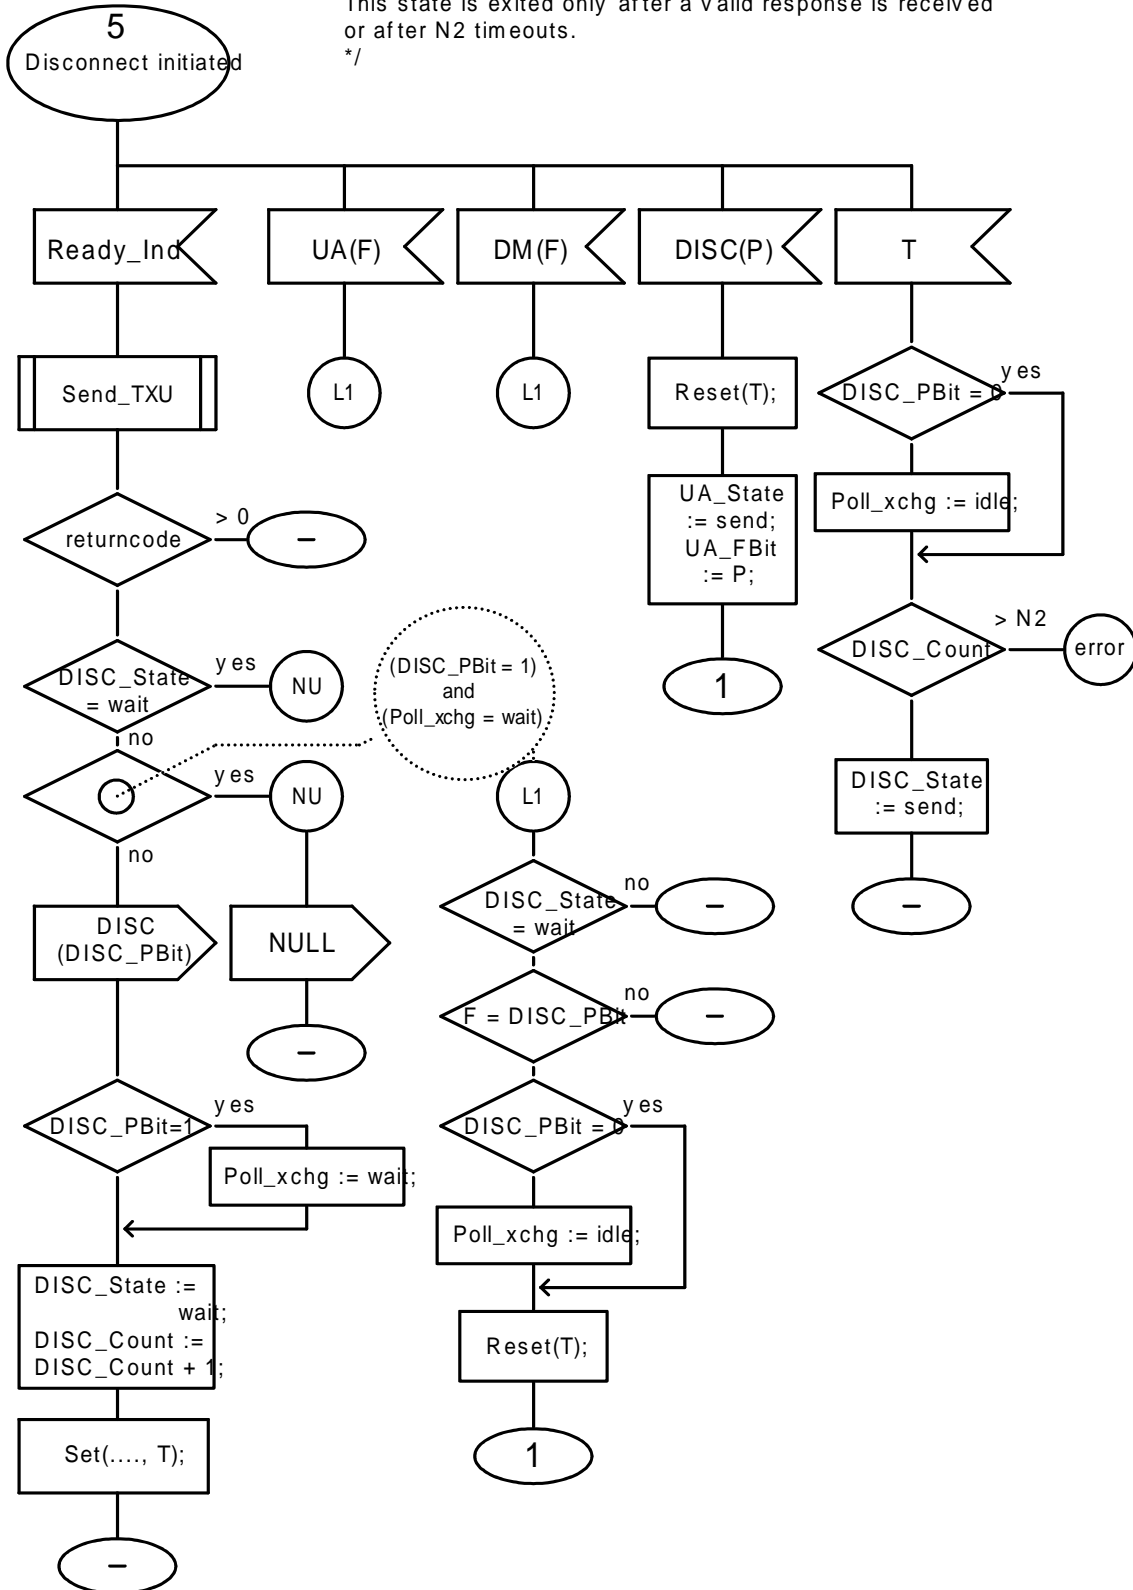 This state is exited only after a valid response is received
or after N2 timeouts.
*/
5
Disconnect initiated
Ready_Ind
UA(F)
DM(F)
DISC(P)
T
Send_TXU
L1
L1
Reset(T);
DISC_PBit = 0
yes
UA_State
:= send;
UA_FBit
:= P;
Poll_xchg := idle;
returncode
> 0
–
DISC_Count
> N2
error
DISC_State
= wait
yes
NU
no
(DISC_PBit = 1)
and
(Poll_xchg = wait)
1
yes
NU
no
L1
DISC_State
:= send;
–
DISC
(DISC_PBit)
NULL
–
DISC_State
= wait
no
–
F = DISC_PBit
no
–
DISC_PBit=1
yes
Poll_xchg := wait;
DISC_PBit = 0
yes
Poll_xchg := idle;
DISC_State :=
wait;
DISC_Count :=
DISC_Count + 1;
Reset(T);
Set(...., T);
1
–